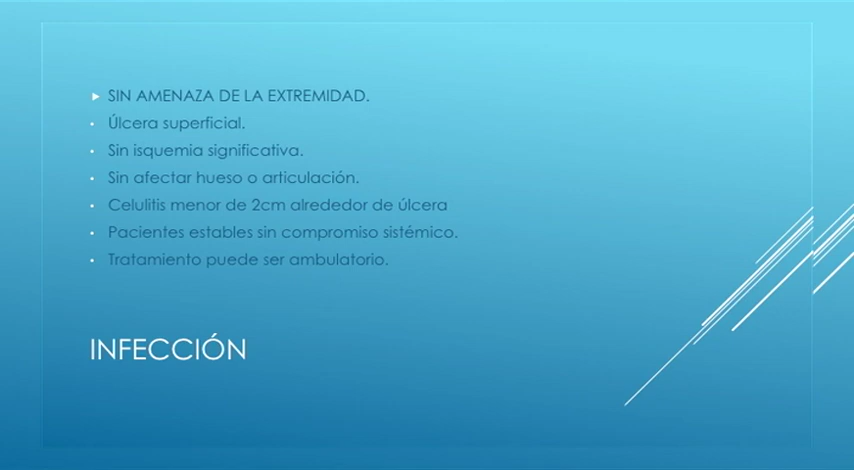 SIN AMENAZA DE LA EXTREMIDAD.
Úlcera superficial.
Sin isquemia significativa.
Sin afectar hueso o articulación.
Celulitis menor de 2cm alrededor de úlcera
Pacientes estables sin compromiso sistémico.
Tratamiento puede ser ambulatorio.
INFECCIÓN